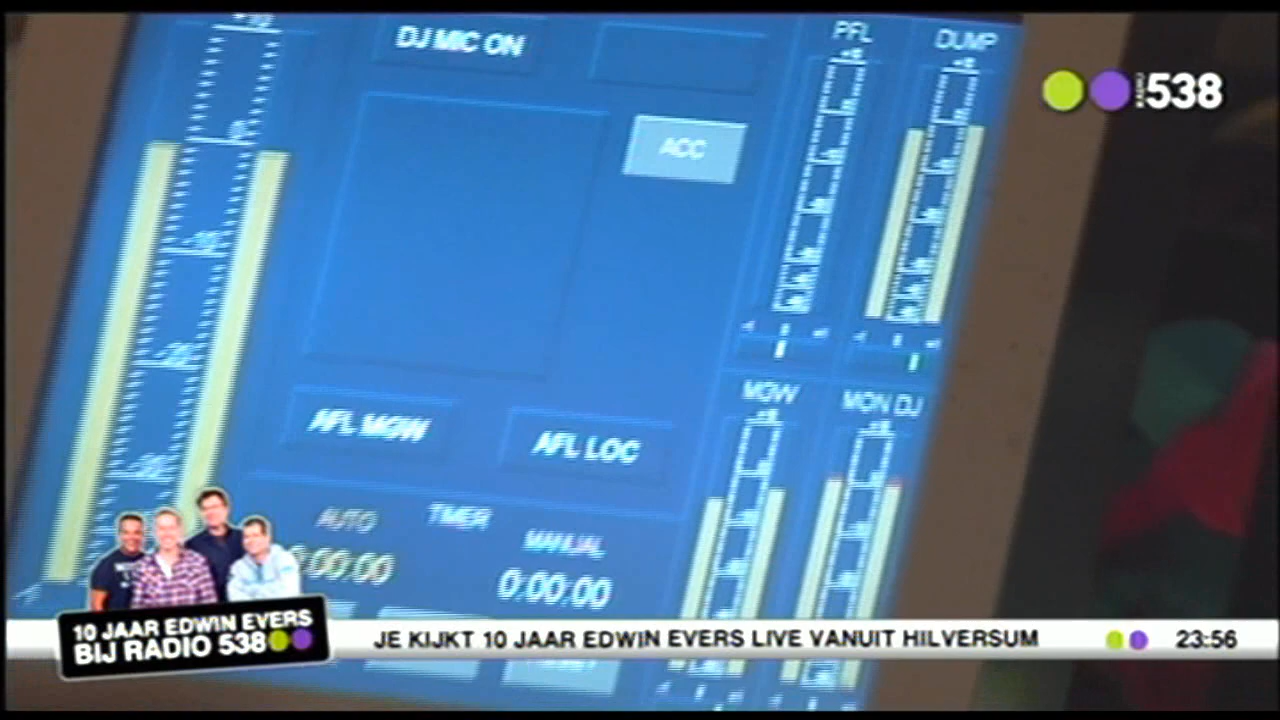 DJ MIC ON
PFL
DUMP
RADIO 538
ACC
MGW
MON DJ
AFL MGW
AFL LOC
AUTO
TIMER
MANUAL
0:00:00
0:00:00
10 JAAR EDWIN EVERS
BIJ RADIO 538
JE KIJKT 10 JAAR EDWIN EVERS LIVE VANUIT HILVERSUM
23:56